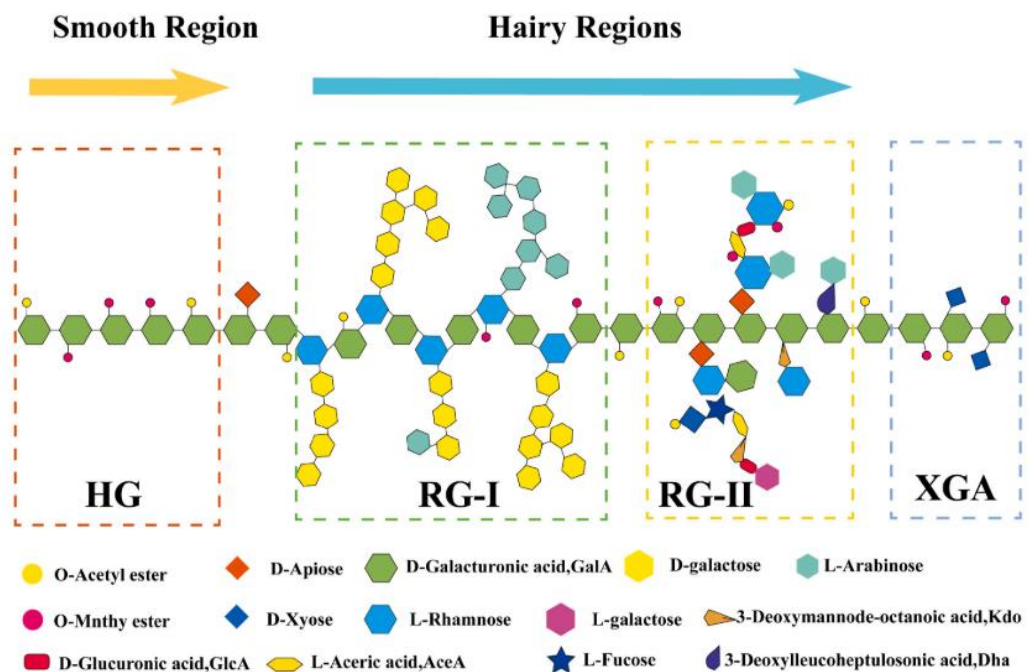 Smooth Region
Hairy Regions
HG
RG-I
RG-II
XGA
O-Acetyl ester
D-Apiose
D-Galacturonic acid,GalA
D-galactose
L-Arabinose
O-Mnthy ester
D-Xyose
L-Rhamnose
L-galactose
3-Deoxymannode-octanoic acid,Kdo
D-Glucuronic acid,GlcA
L-Aceric acid,AceA
L-Fucose
3-Deoxylleucoheptulosonic acid,Dha